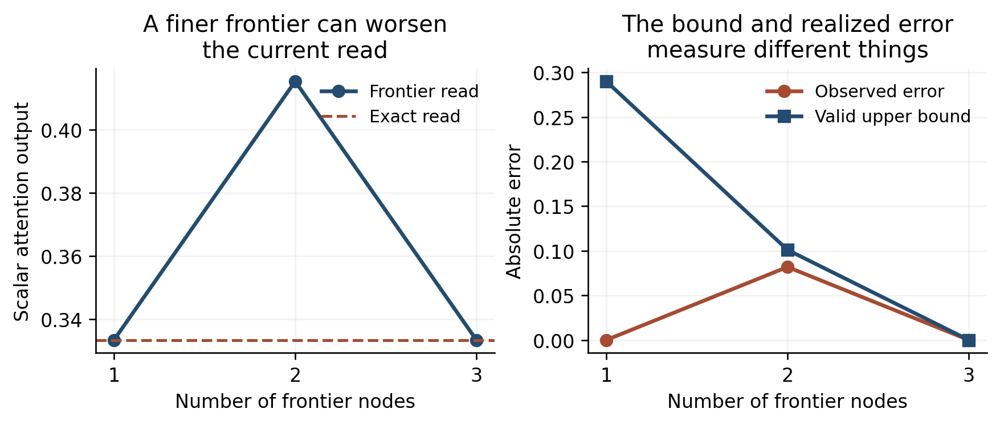 A finer frontier can worsen
the current read
Frontier read
Exact read
Scalar attention output
0.40
0.38
0.36
0.34
1
2
3
Number of frontier nodes
The bound and realized error
measure different things
Observed error
Valid upper bound
Absolute error
0.30
0.25
0.20
0.15
0.10
0.05
0.00
1
2
3
Number of frontier nodes